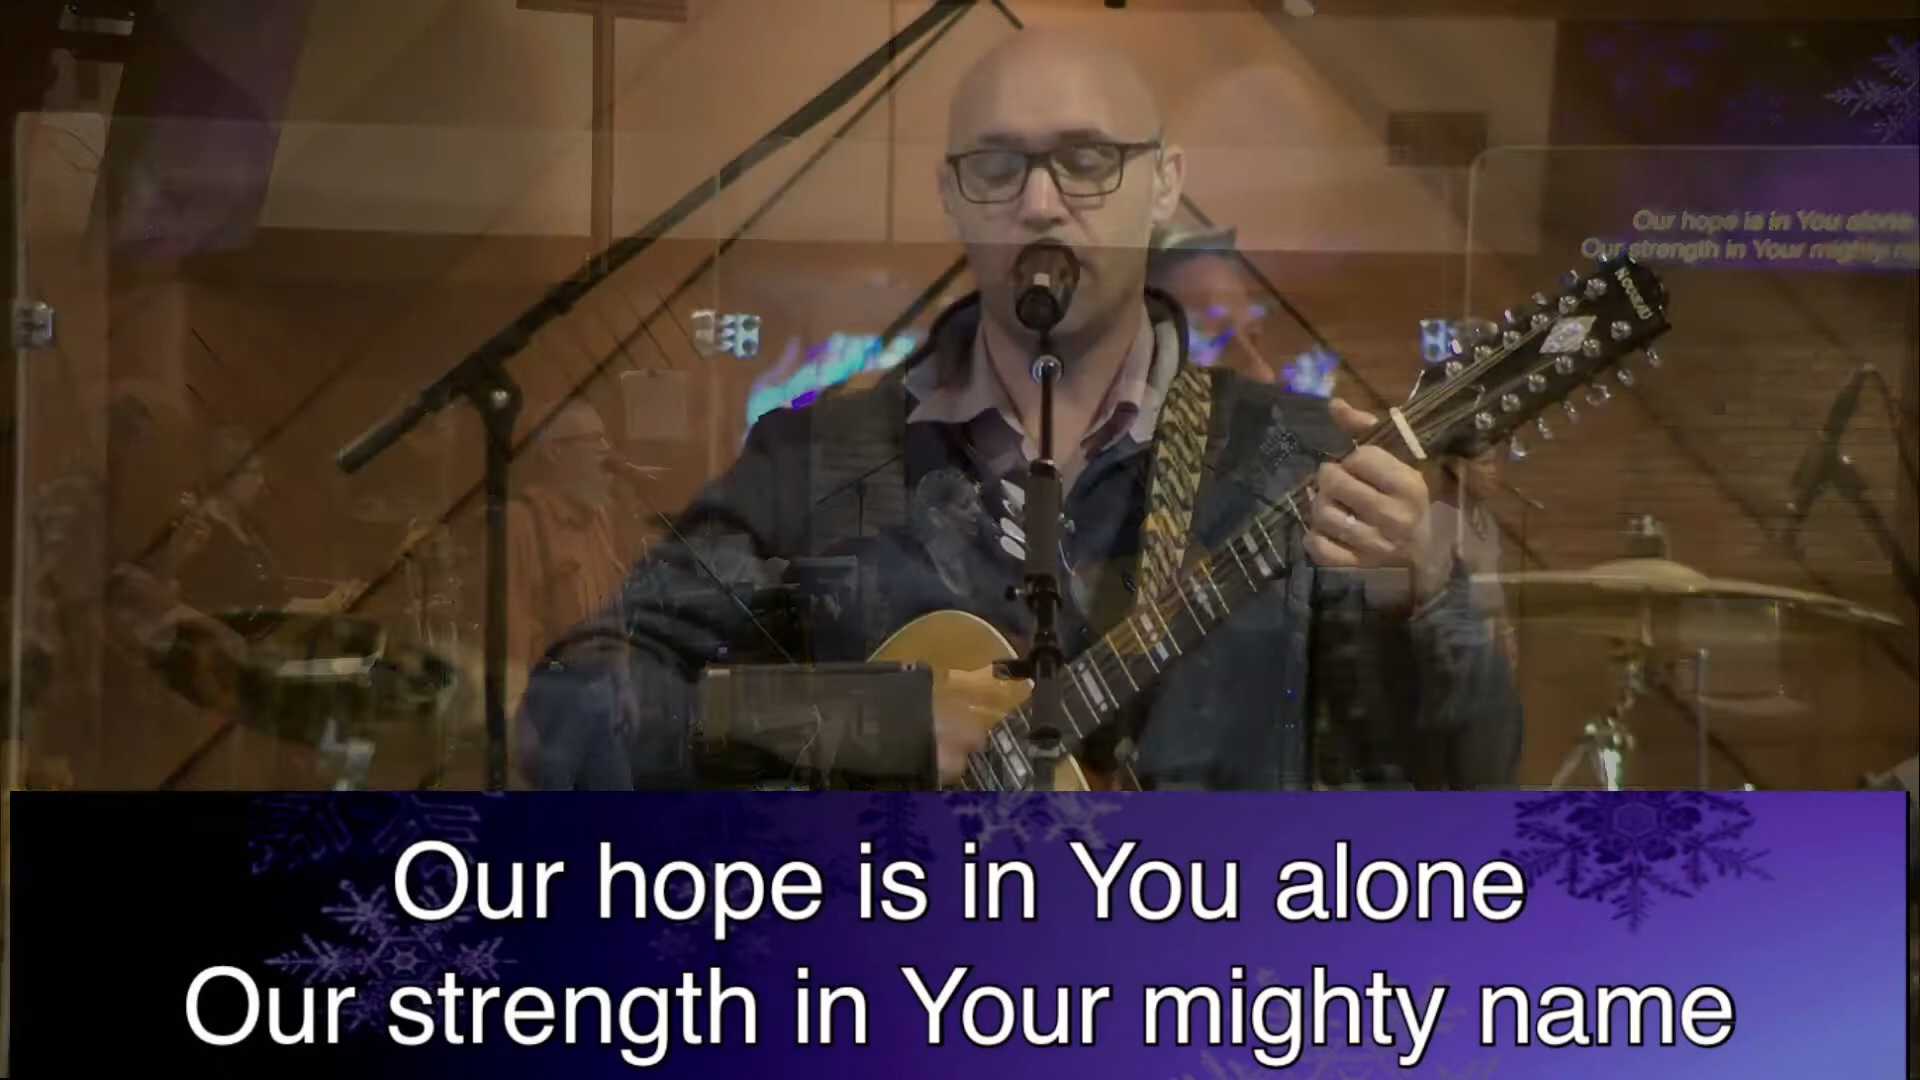 Our hope is in You alone
Our strength in Your mighty
NOUVEAU
Our hope is in You alone
Our strength in Your mighty name